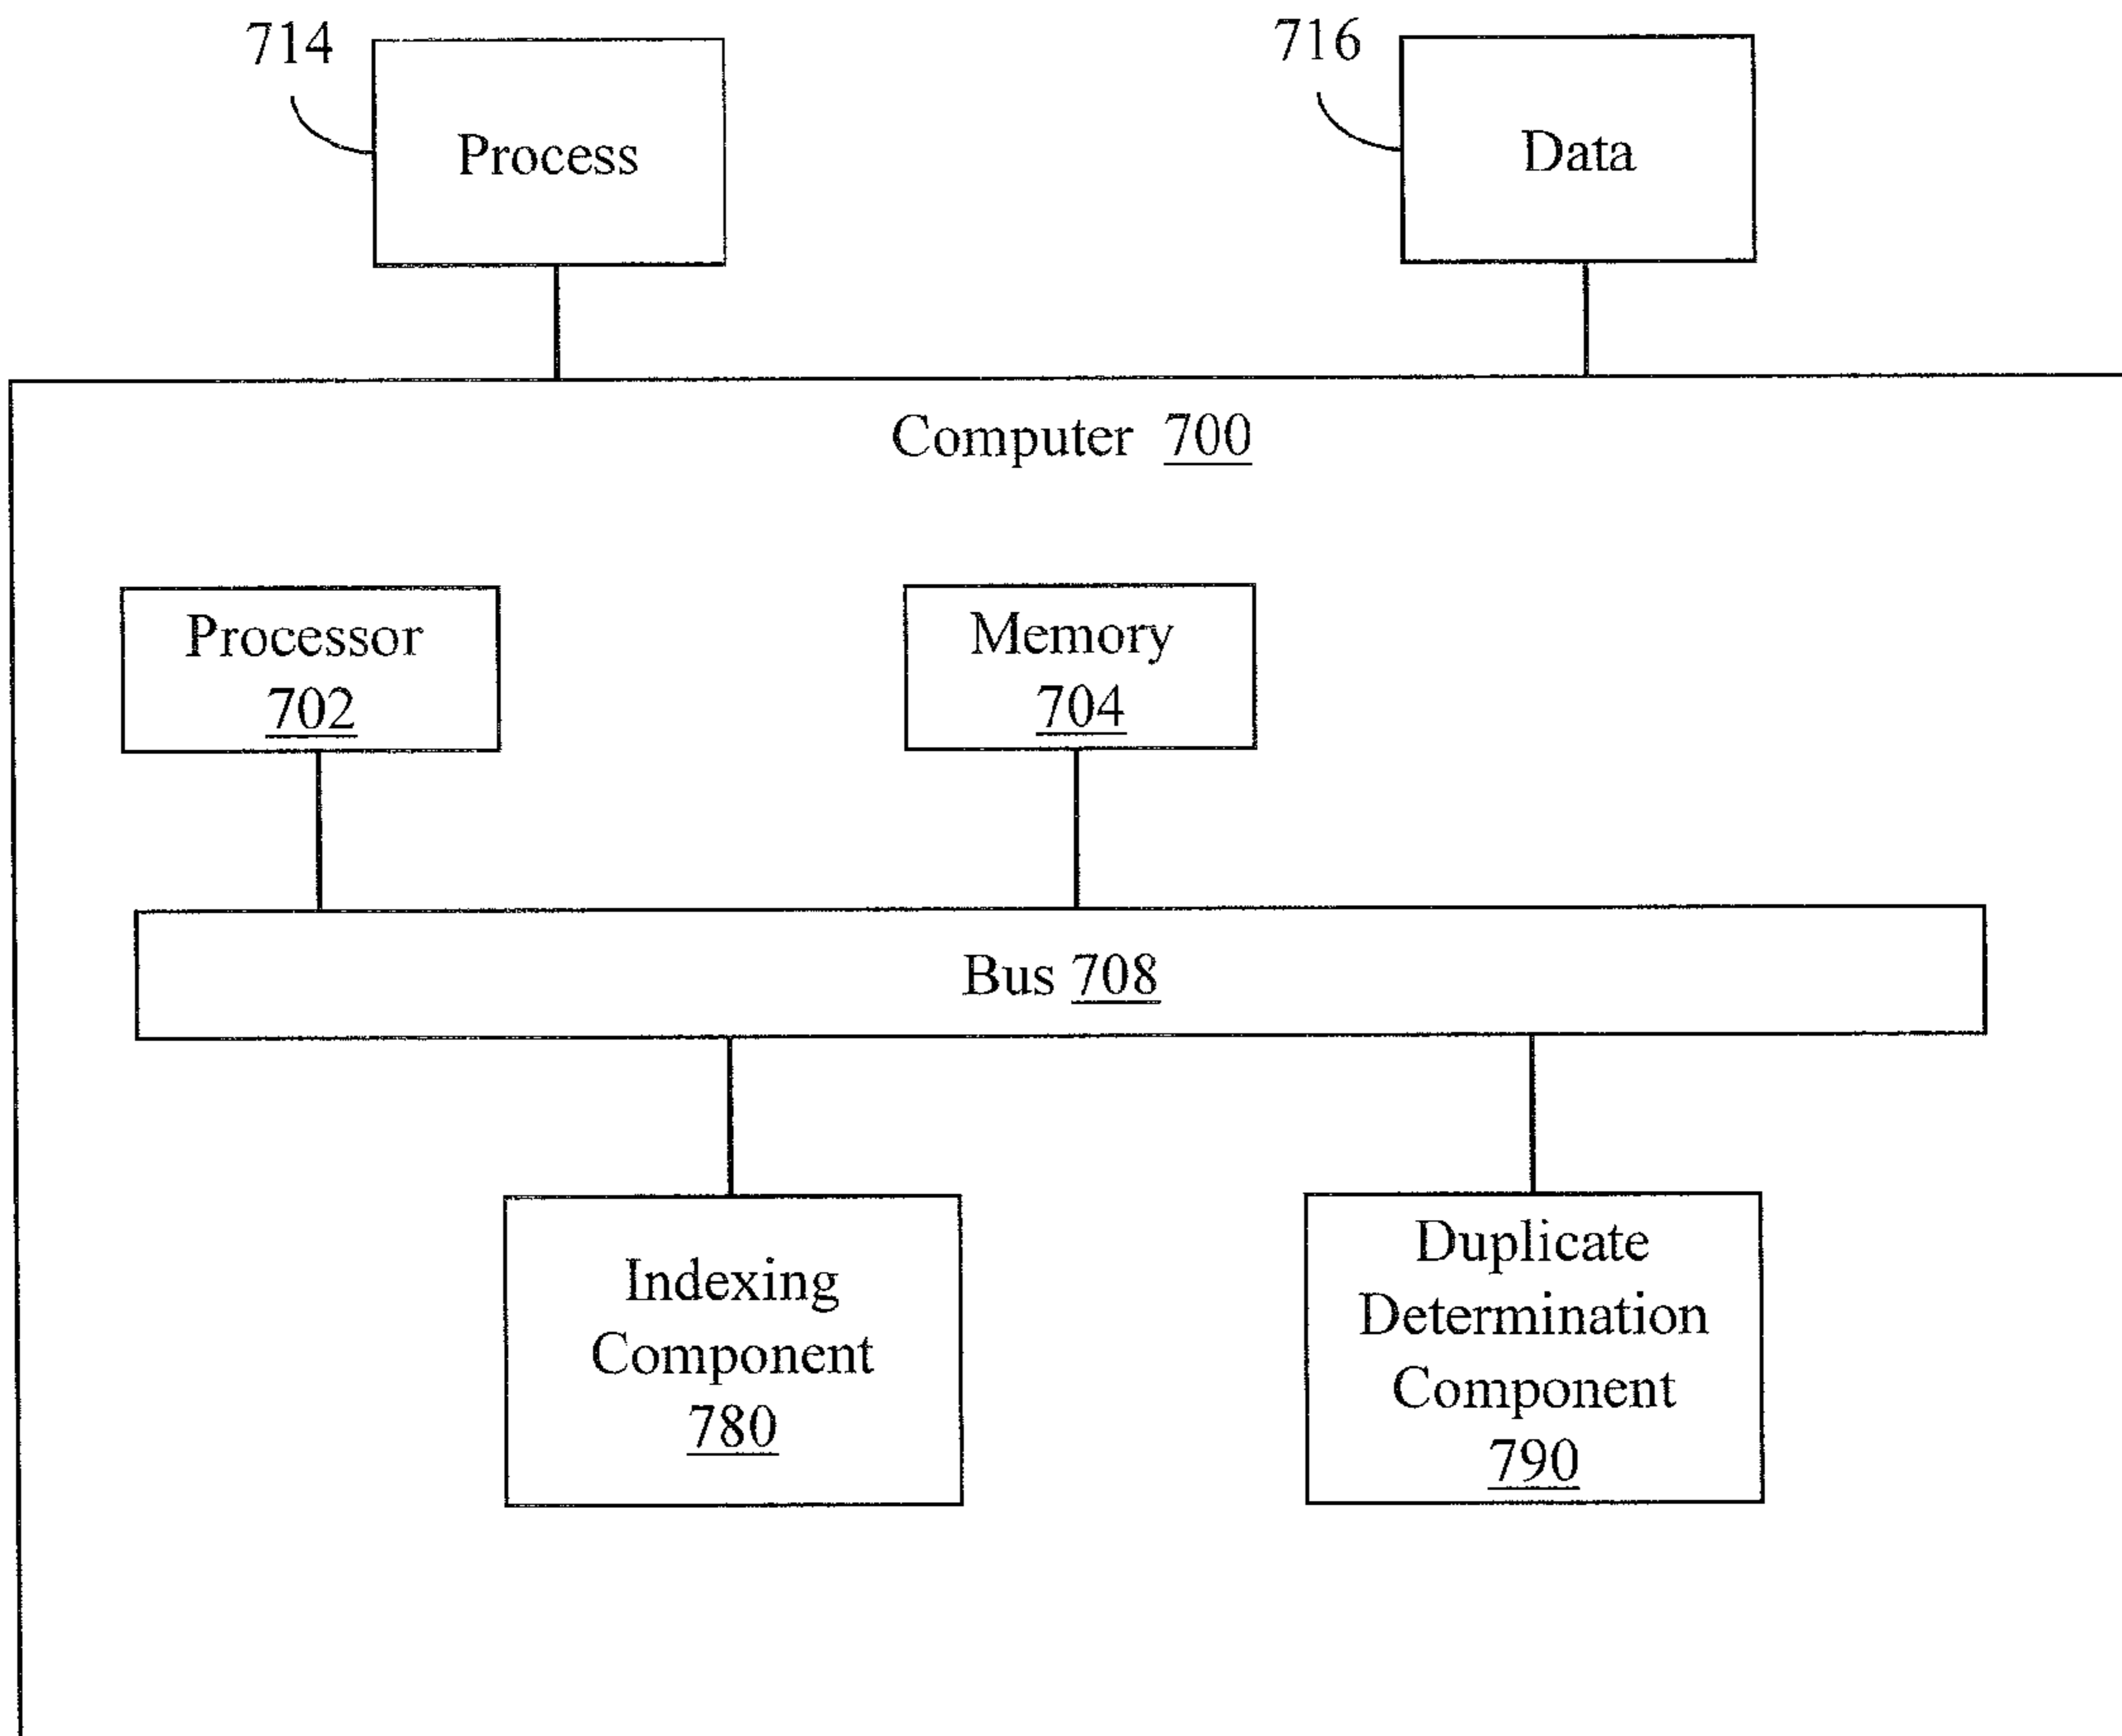 714
Process
716
Data
Computer 700
Processor
702
Memory
704
Bus 708
Indexing
Component
780
Duplicate
Determination
Component
790